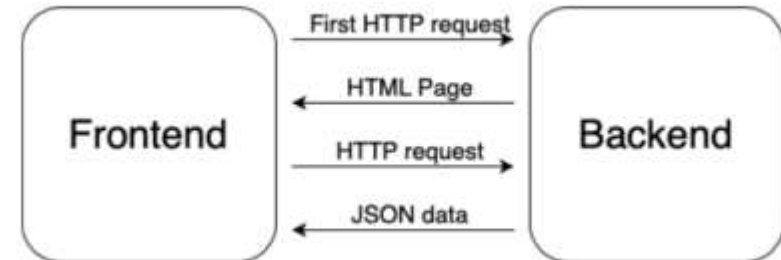 Frontend
First HTTP request
HTML Page
HTTP request
JSON data
Backend